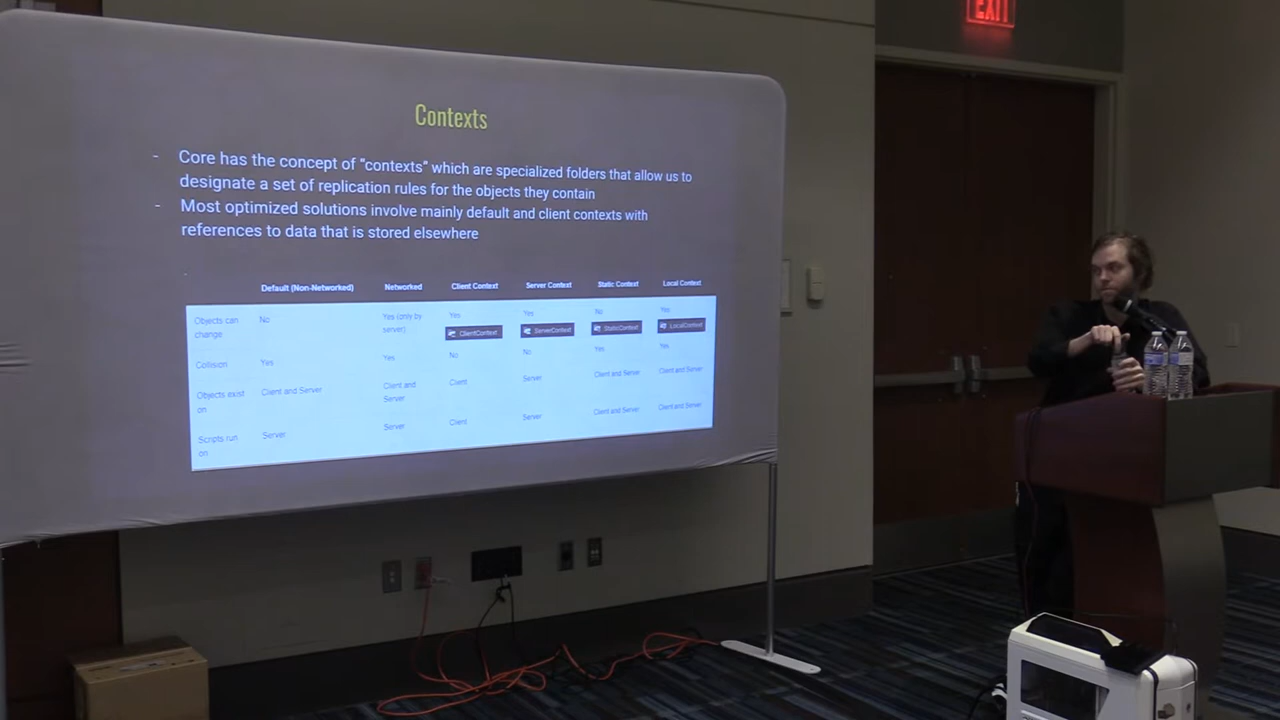 EXIT
Contexts
- Core has the concept of "contexts" which are specialized folders that allow us to
designate a set of replication rules for the objects they contain
- Most optimized solutions involve mainly default and client contexts with
references to data that is stored elsewhere
Default (Non-Networked) Networked Client Context Server Context Static Context Local Context
Objects can change No Yes (only by server) Yes Yes No Yes
ClientContext ServerContext StaticContext LocalContext
Collision Yes Yes No No Yes Yes
Objects exist on Client and Server Client and Server Client Server Client and Server Client and Server
Scripts run on Server Server Client Server Client and Server Client and Server